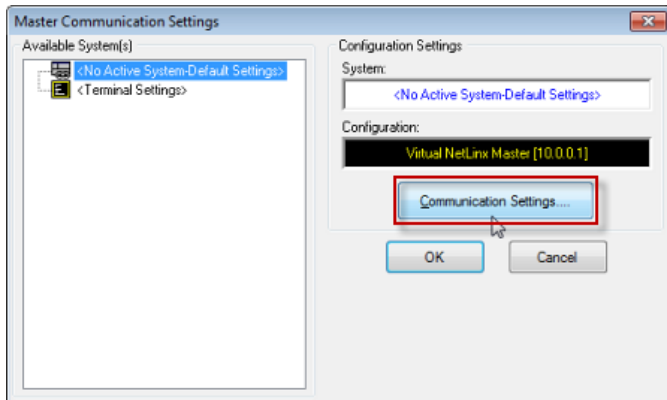 Master Communication Settings
Available System(s)
<No Active System-Default Settings>
<Terminal Settings>
Configuration Settings
System:
<No Active System-Default Settings>
Configuration:
Virtual NetLinx Master [10.0.0.1]
Communication Settings....
OK
Cancel